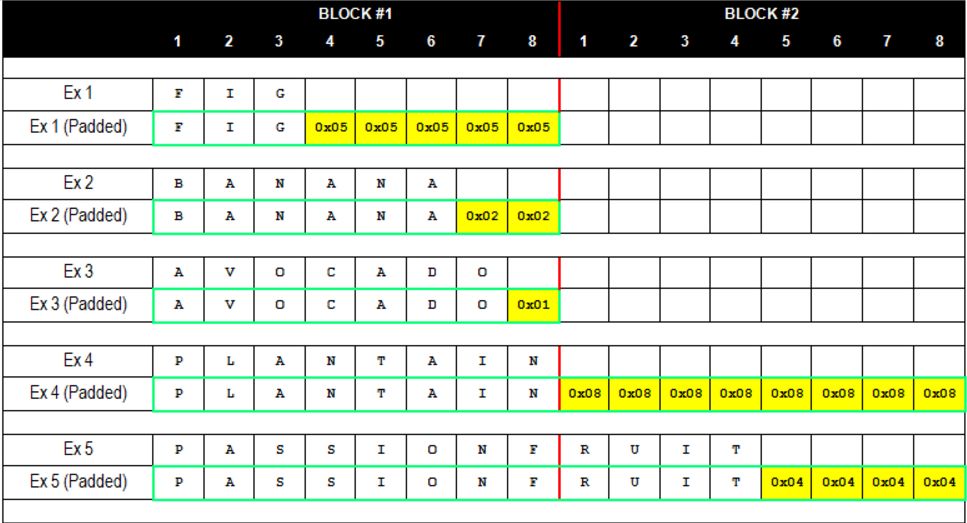 BLOCK #1 BLOCK #2
1 2 3 4 5 6 7 8 1 2 3 4 5 6 7 8
Ex 1 F I G
Ex 1 (Padded) F I G 0x05 0x05 0x05 0x05 0x05
Ex 2 B A N A N A
Ex 2 (Padded) B A N A N A 0x02 0x02
Ex 3 A V O C A D O
Ex 3 (Padded) A V O C A D O 0x01
Ex 4 P L A N T A I N
Ex 4 (Padded) P L A N T A I N 0x08 0x08 0x08 0x08 0x08 0x08 0x08 0x08
Ex 5 P A S S I O N F R U I T
Ex 5 (Padded) P A S S I O N F R U I T 0x04 0x04 0x04 0x04